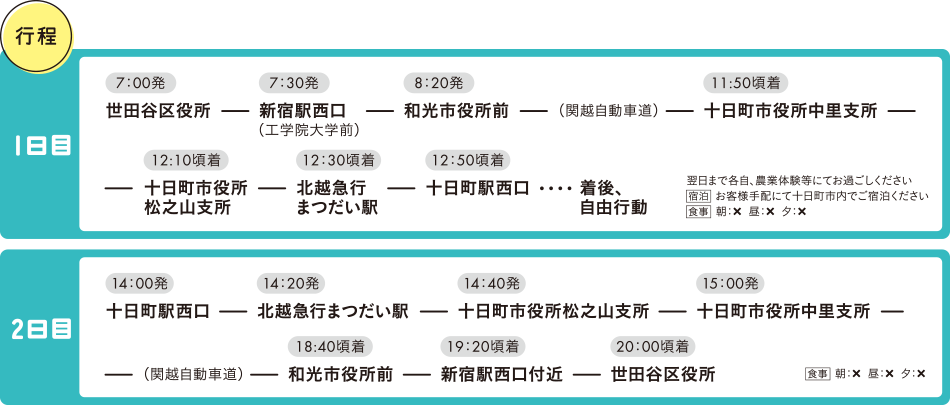 行程
1日目
7:00発 7:30発 8:20発 11:50頃着
世田谷区役所 ― 新宿駅西口 ― 和光市役所前 ― （関越自動車道） ― 十日町市役所中里支所 ―
（工学院大学前）
12:10頃着 12:30頃着 12:50頃着
― 十日町市役所 ― 北越急行 ― 十日町駅西口 ････ 着後、
松之山支所 まつだい駅 自由行動
翌日まで各自、農業体験等にてお過ごしください
宿泊 お客様手配にて十日町市内でご宿泊ください
食事 朝：× 昼：× 夕：×
2日目
14:00発 14:20発 14:40発 15:00発
十日町駅西口 ― 北越急行まつだい駅 ― 十日町市役所松之山支所 ― 十日町市役所中里支所 ―
18:40頃着 19:20頃着 20:00頃着
― （関越自動車道） ― 和光市役所前 ― 新宿駅西口付近 ― 世田谷区役所
食事 朝：× 昼：× 夕：×